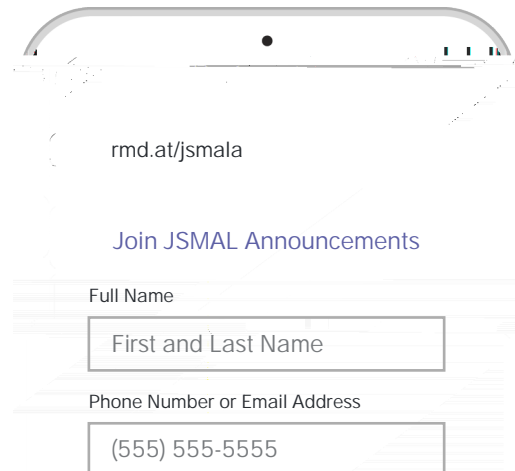 rmd.at/jsmala
Join JSMAL Announcements
Full Name
First and Last Name
Phone Number or Email Address
(555) 555-5555